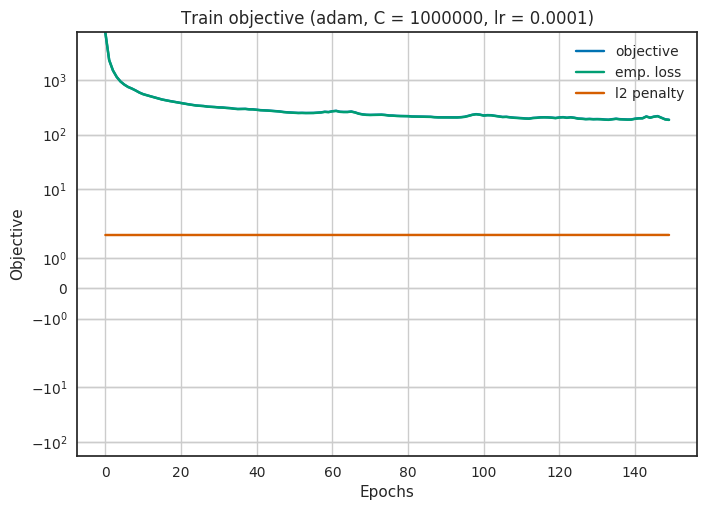 Train objective (adam, C = 1000000, lr = 0.0001)
objective
emp. loss
l2 penalty
Objective
10³
10²
10¹
10⁰
0
−10⁰
−10¹
−10²
0 20 40 60 80 100 120 140
Epochs